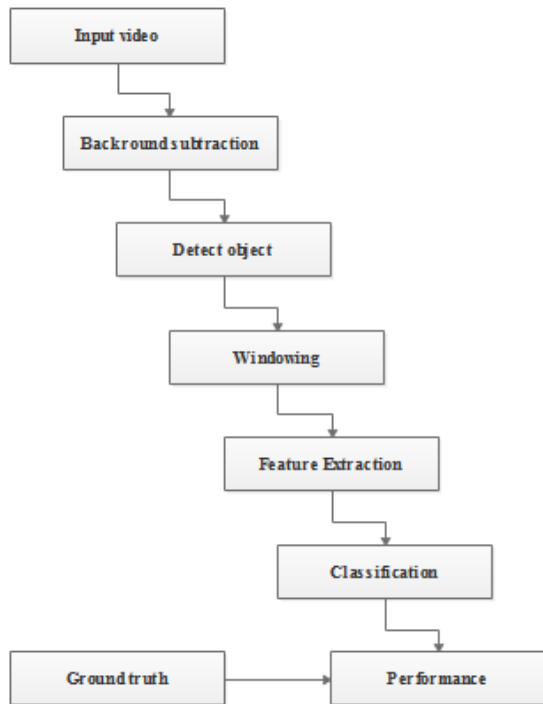 Input video
Backround subtraction
Detect object
Windowing
Feature Extraction
Classification
Ground truth
Performance